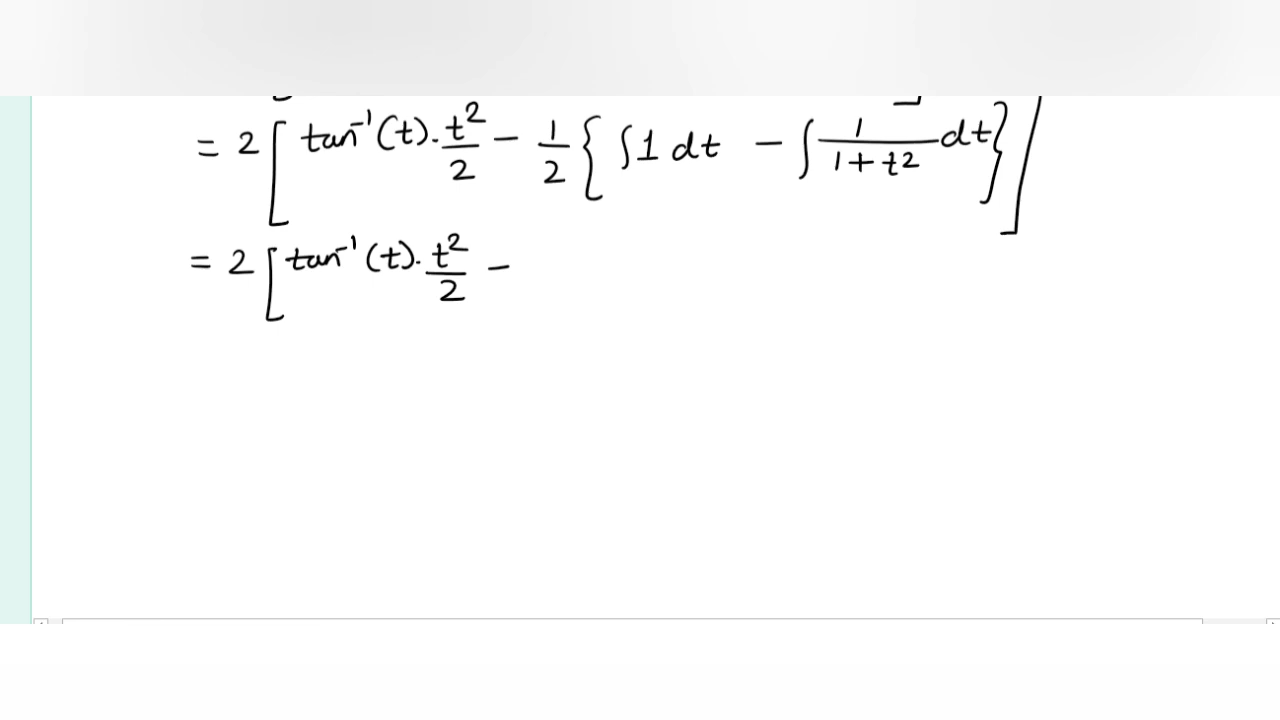 = 2 [ tan⁻¹(t). t²/2 - 1/2 { ∫1 dt - ∫ 1/1+t² dt} ]
= 2 [ tan⁻¹(t). t²/2 -